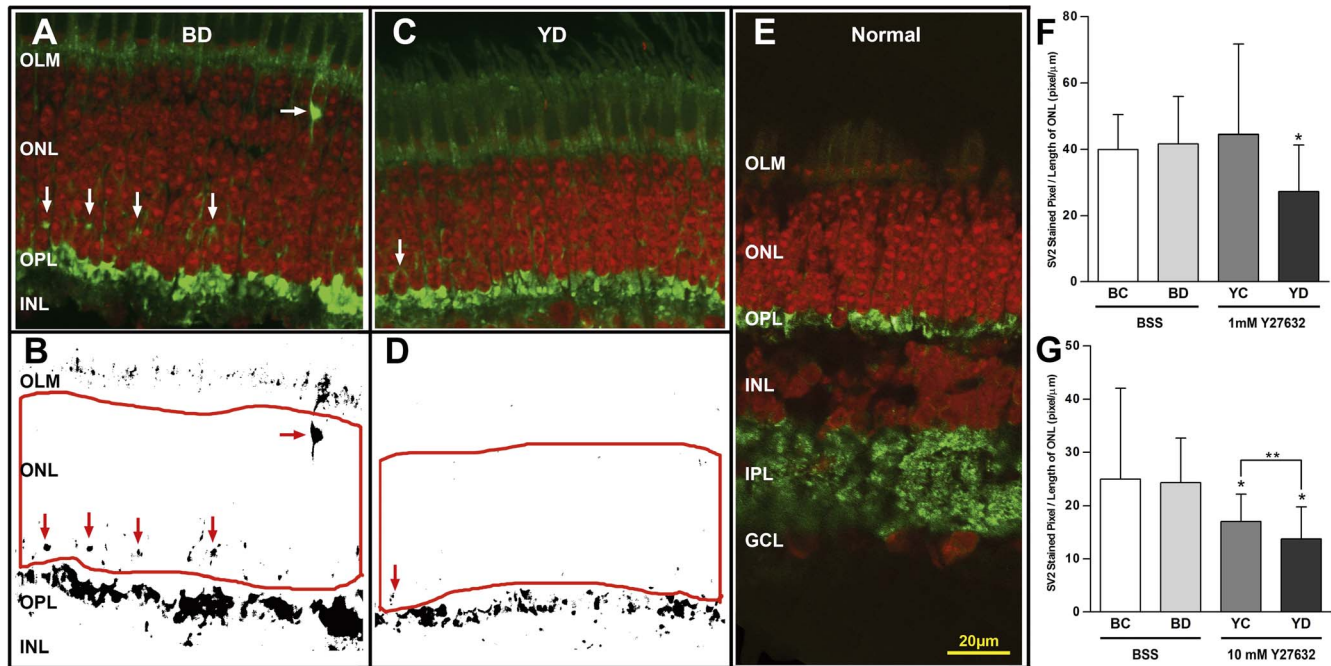 A
BD
OLM
ONL
OPL
INL
B
OLM
ONL
OPL
INL
C
YD
D
E
Normal
OLM
ONL
OPL
INL
IPL
GCL
20μm
F
SV2 Stained Pixel / Length of ONL (pixel/μm)
80
60
40
20
0
*
BC BD YC YD
BSS 1mM Y27632
G
SV2 Stained Pixel / Length of ONL (pixel/μm)
50
40
30
20
10
0
**
* *
BC BD YC YD
BSS 10 mM Y27632